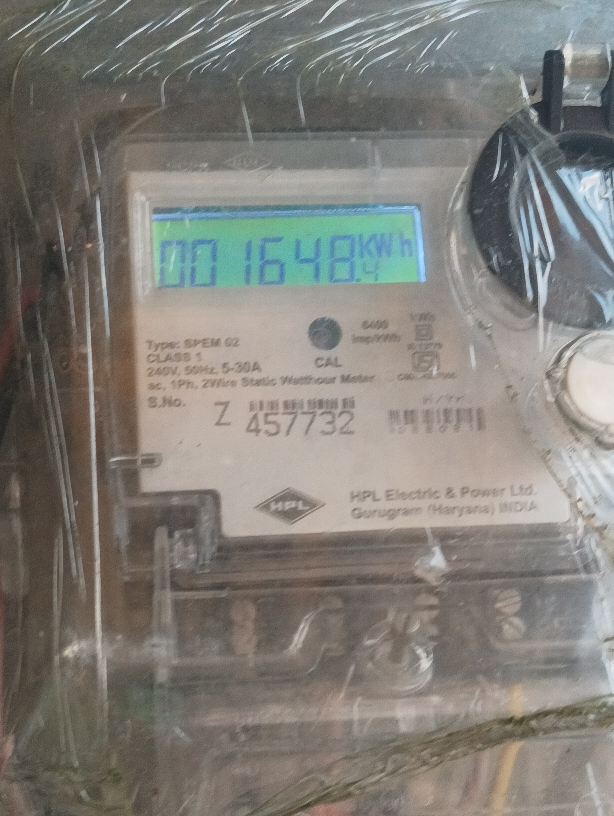 001648.4 kWh
6400
Imp/kWh
Type: SPEM 02
CLASS 1
240V, 50Hz, 5-30A
CAL
ac, 1Ph, 2Wire Static Watthour Meter
S.No.
Z 457732
HPL
HPL Electric & Power Ltd.
Gurugram (Haryana) INDIA